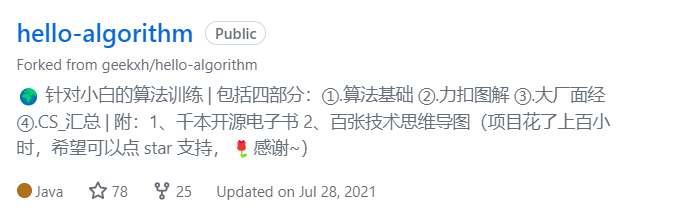 hello-algorithm Public
Forked from geekxh/hello-algorithm
🌍 针对小白的算法训练 | 包括四部分：①.算法基础 ②.力扣图解 ③.大厂面经
④.CS_汇总 | 附：1、千本开源电子书 2、百张技术思维导图（项目花了上百小
时，希望可以点 star 支持，🌹感谢~）
Java 78 25 Updated on Jul 28, 2021